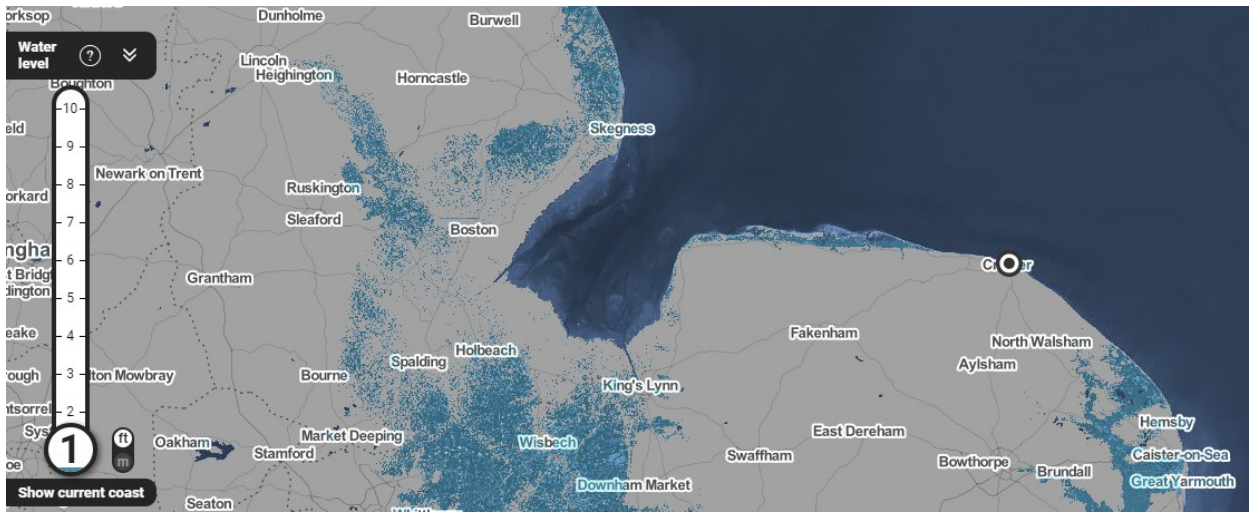 orksop
Dunholme
Burwell
Water
level
?
Lincoln
Heighington
Horncastle
Boughton
10
eld
Skegness
9
Newark on Trent
8
Ruskington
orkard
Sleaford
7
Boston
ngha
6
t Bridgf
dington
Grantham
5
eake
4
Fakenham
North Walsham
Holbeach
Spalding
Aylsham
rough
3
lton Mowbray
Bourne
King's Lynn
ntsorrel
2
Hemsby
Syst
1
ft
m
Oakham
Market Deeping
Stamford
Wisbech
East Dereham
Swaffham
Caister-on-Sea
Bowthorpe
Brundall
oe
Downham Market
Great Yarmouth
Show current coast
Seaton